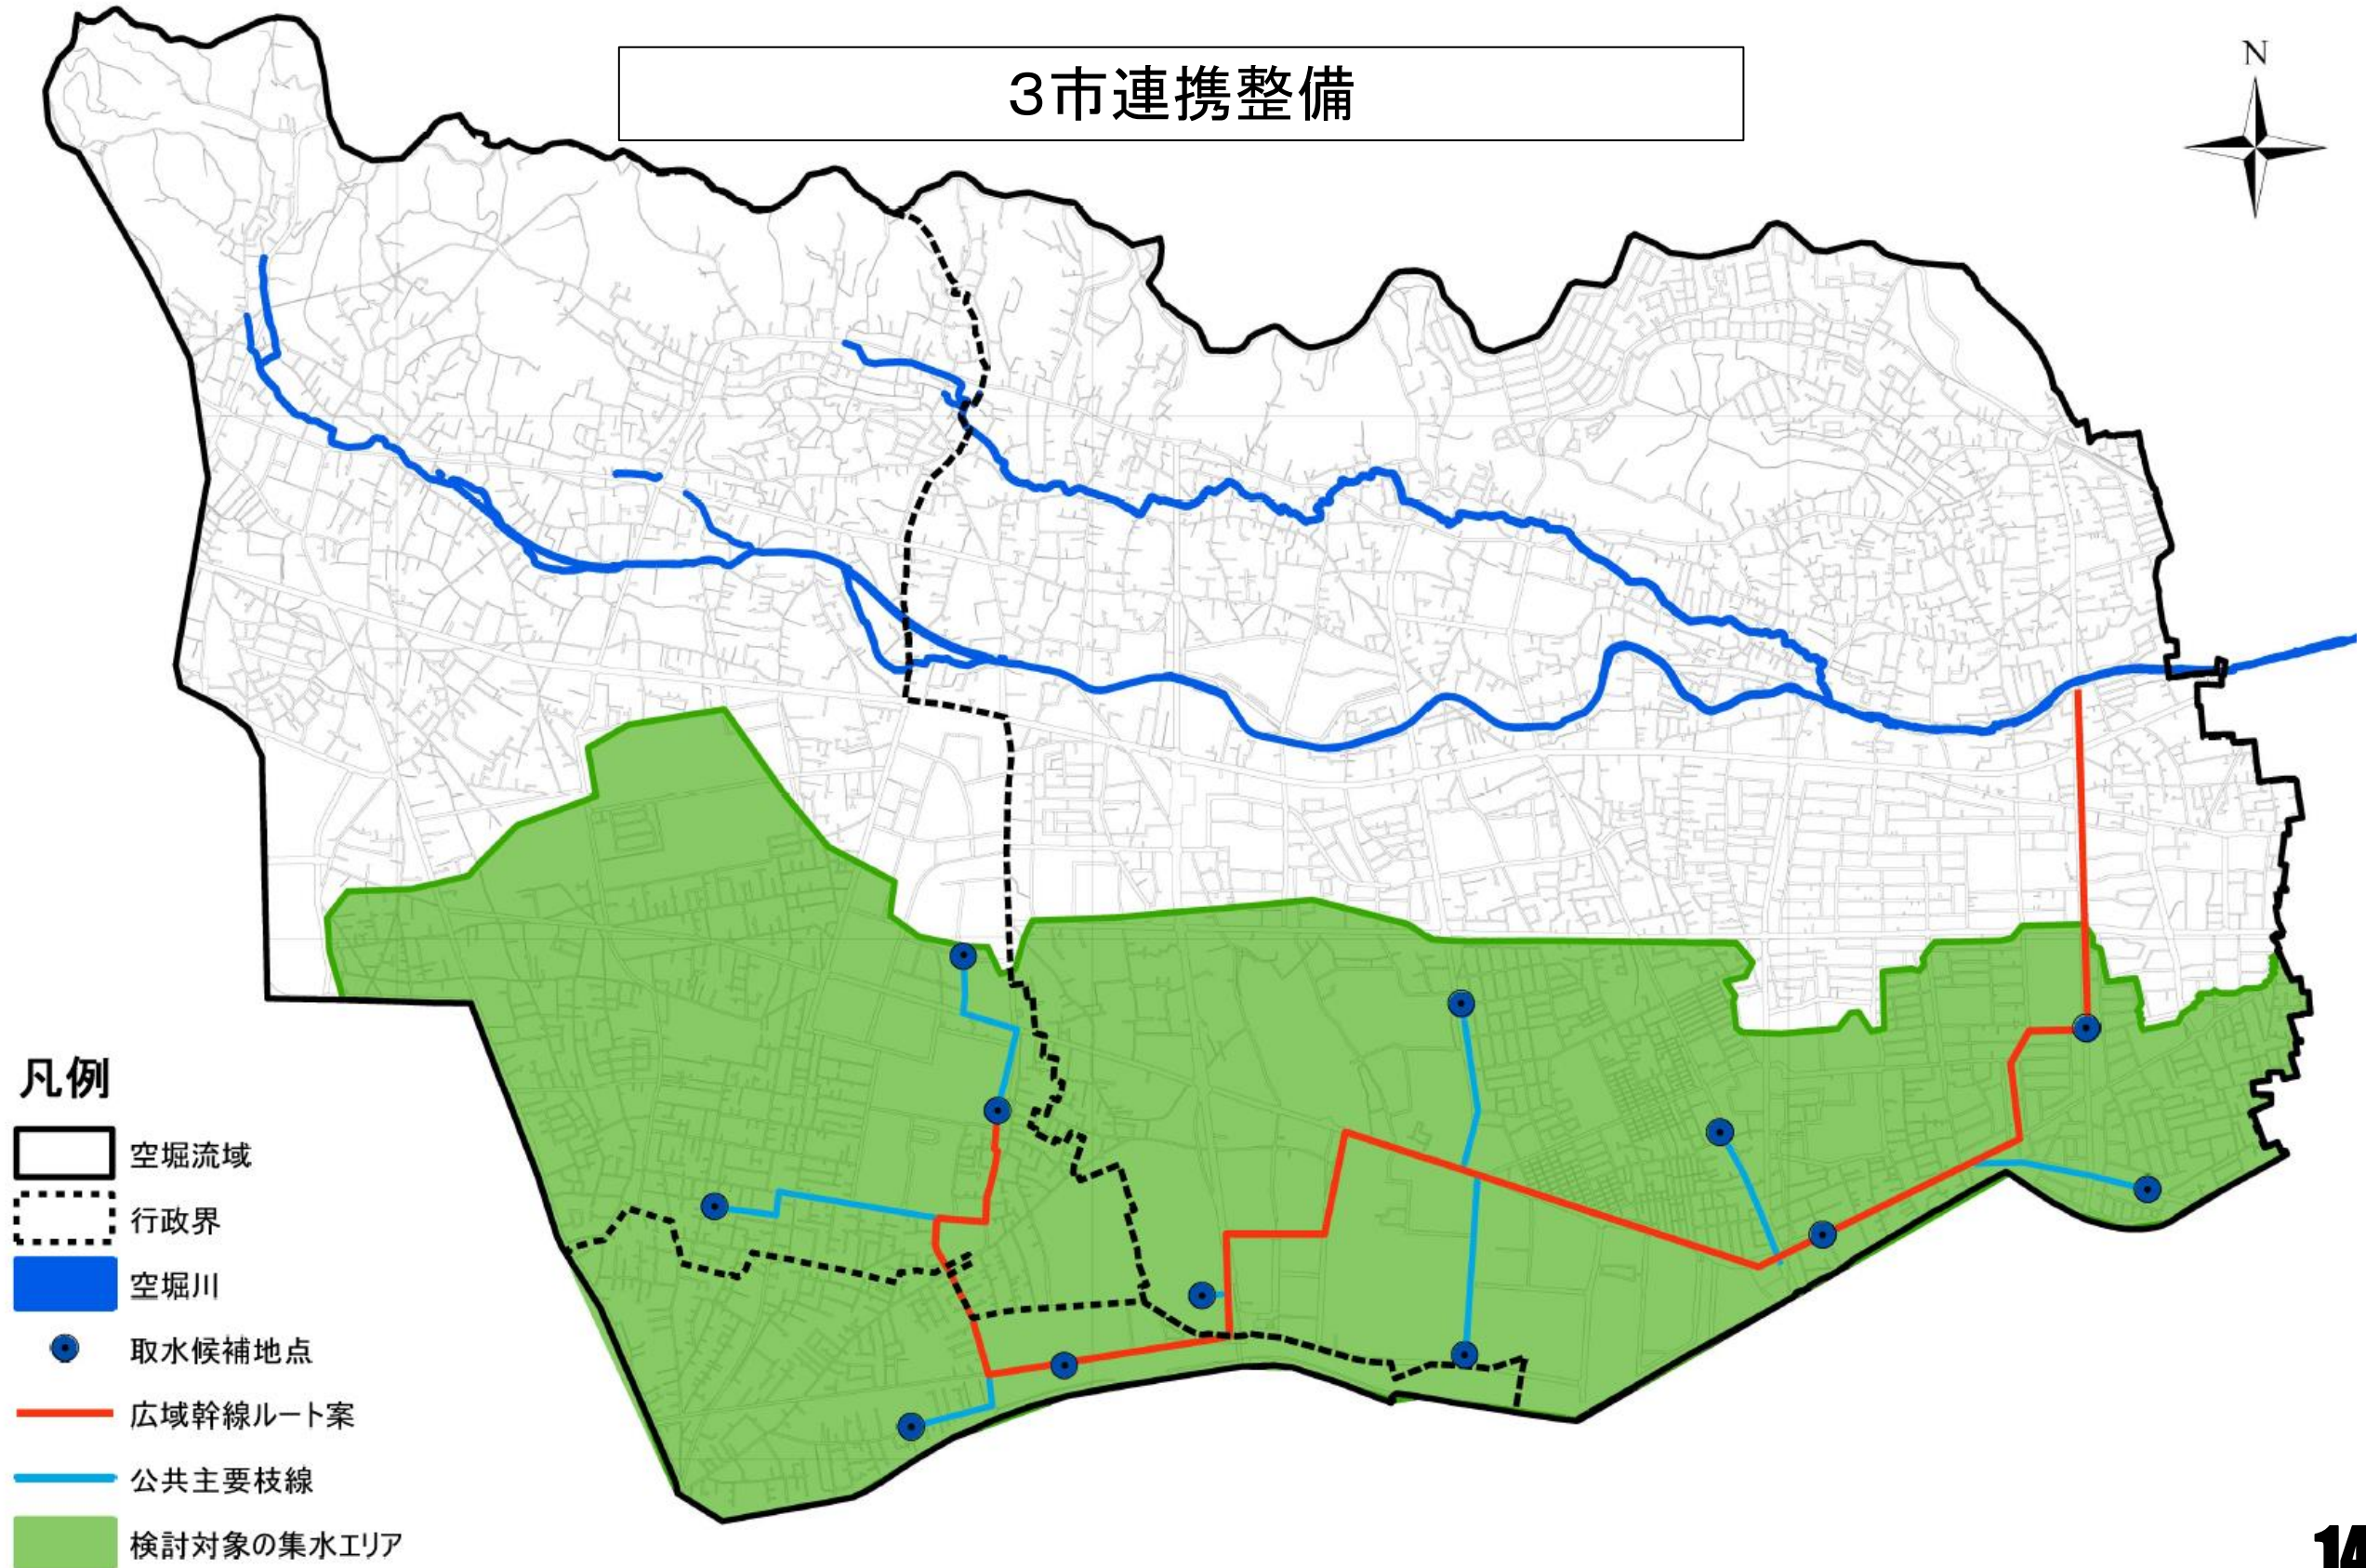 3市連携整備
N
凡例
空堀流域
行政界
空堀川
取水候補地点
広域幹線ルート案
公共主要枝線
検討対象の集水エリア
14